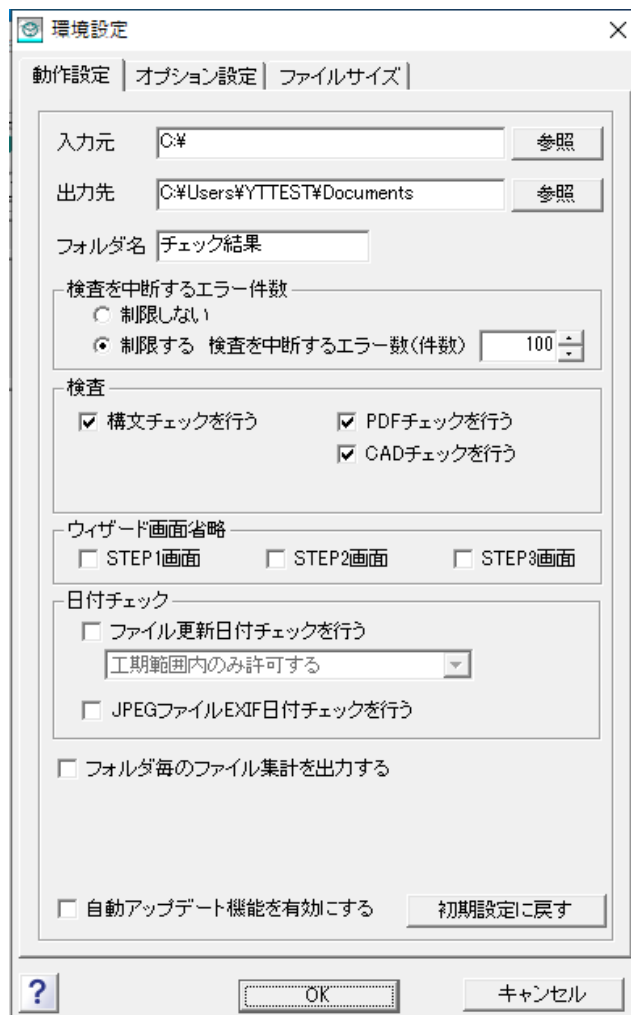 環境設定
動作設定 オプション設定 ファイルサイズ
入力元 C:¥ 参照
出力先 C:¥Users¥YTTEST¥Documents 参照
フォルダ名 チェック結果
検査を中断するエラー件数
制限しない
制限する 検査を中断するエラー数(件数) 100
検査
構文チェックを行う PDFチェックを行う
CADチェックを行う
ウィザード画面省略
STEP1画面 STEP2画面 STEP3画面
日付チェック
ファイル更新日付チェックを行う
工期範囲内のみ許可する
JPEGファイルEXIF日付チェックを行う
フォルダ毎のファイル集計を出力する
自動アップデート機能を有効にする 初期設定に戻す
? OK キャンセル